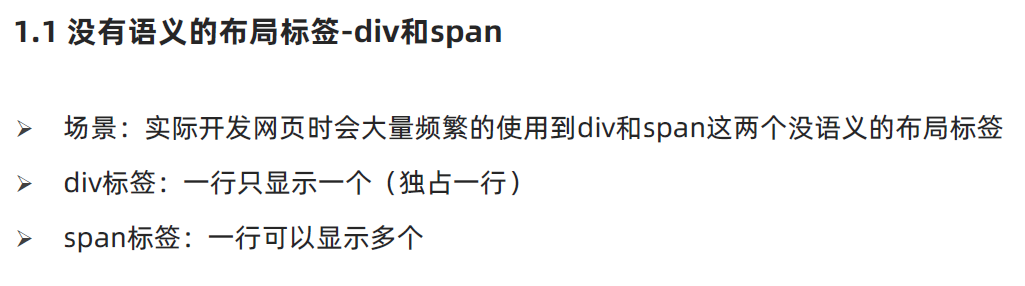 1.1 没有语义的布局标签-div和span
➢ 场景：实际开发网页时会大量频繁的使用到div和span这两个没语义的布局标签
➢ div标签：一行只显示一个（独占一行）
➢ span标签：一行可以显示多个